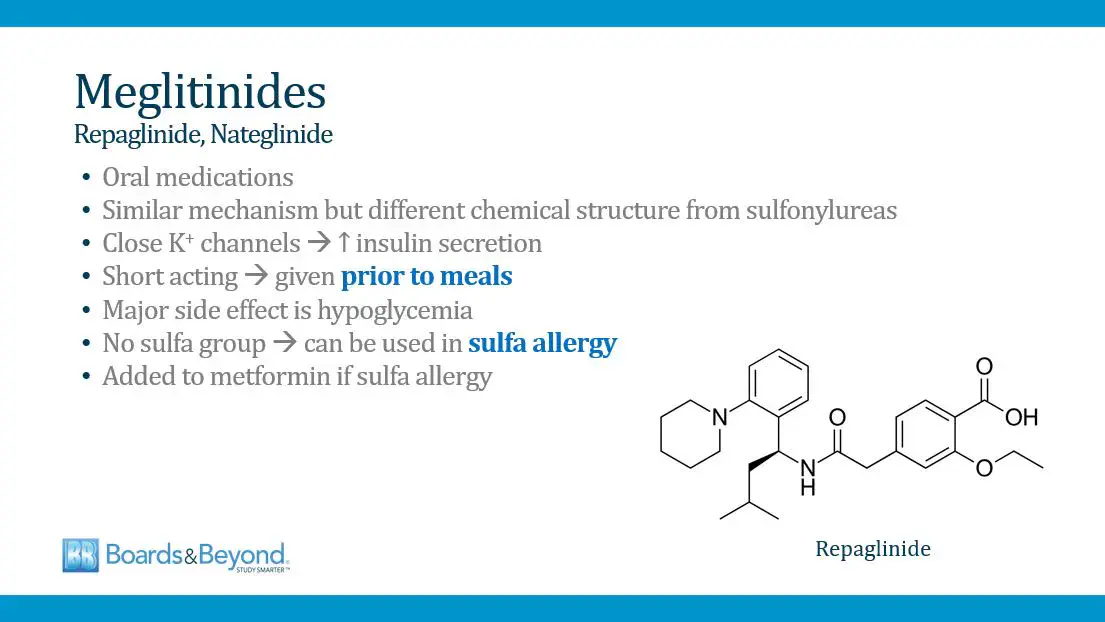 Meglitinides
Repaglinide, Nateglinide
• Oral medications
• Similar mechanism but different chemical structure from sulfonylureas
• Close K⁺ channels → ↑ insulin secretion
• Short acting → given prior to meals
• Major side effect is hypoglycemia
• No sulfa group → can be used in sulfa allergy
• Added to metformin if sulfa allergy
O
O
OH
N
N
H
O
Repaglinide
BB Boards&Beyond.
STUDY SMARTER™